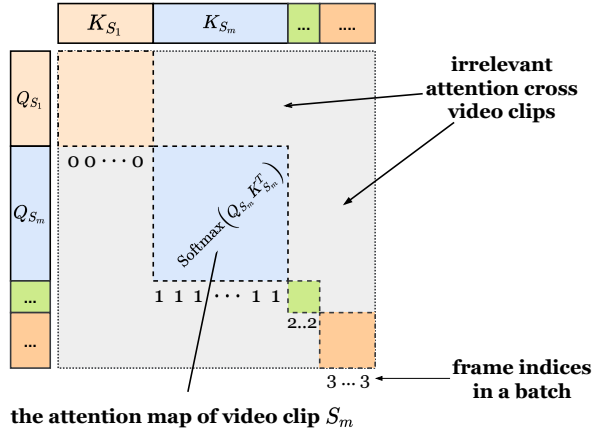 K_{S_1} K_{S_m} ... ....
irrelevant
attention cross
video clips
Q_{S_1}
0 0 ⋯ 0
Q_{S_m}
Softmax(Q_{S_m} K_{S_m}^T)
...
1 1 1 ⋯ 1 1
2..2
...
3 ... 3
frame indices
in a batch
the attention map of video clip S_m